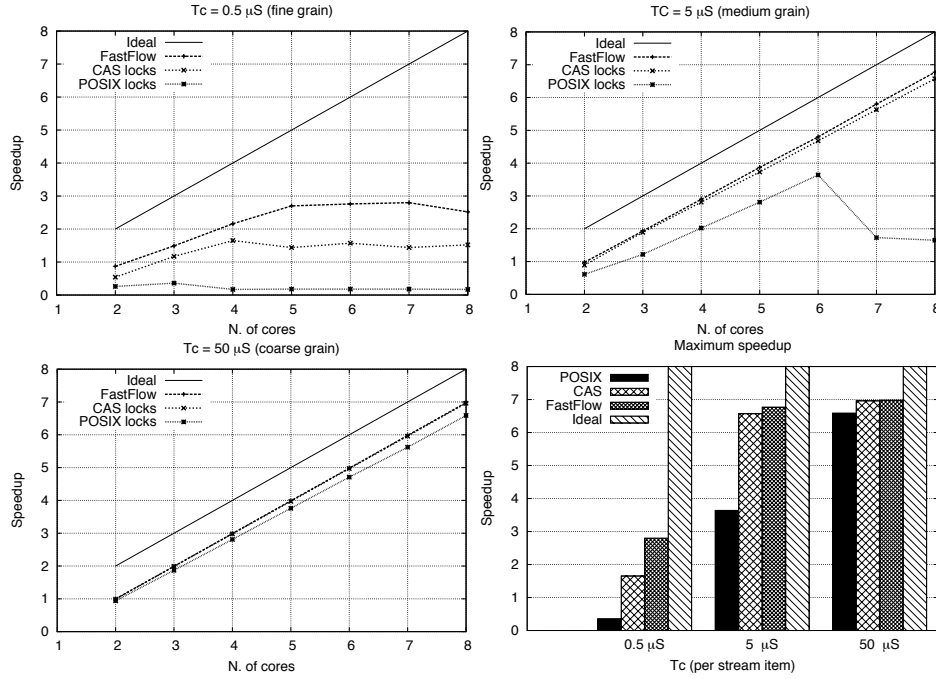 Tc = 0.5 μS (fine grain)
8
7
6
5
4
3
2
1
0
Speedup
Ideal
FastFlow
CAS locks
POSIX locks
1 2 3 4 5 6 7 8
N. of cores
TC = 5 μS (medium grain)
8
7
6
5
4
3
2
1
0
Speedup
Ideal
FastFlow
CAS locks
POSIX locks
1 2 3 4 5 6 7 8
N. of cores
Tc = 50 μS (coarse grain)
8
7
6
5
4
3
2
1
0
Speedup
Ideal
FastFlow
CAS locks
POSIX locks
1 2 3 4 5 6 7 8
N. of cores
Maximum speedup
8
7
6
5
4
3
2
1
0
Speedup
POSIX
CAS
FastFlow
Ideal
0.5 μS 5 μS 50 μS
Tc (per stream item)